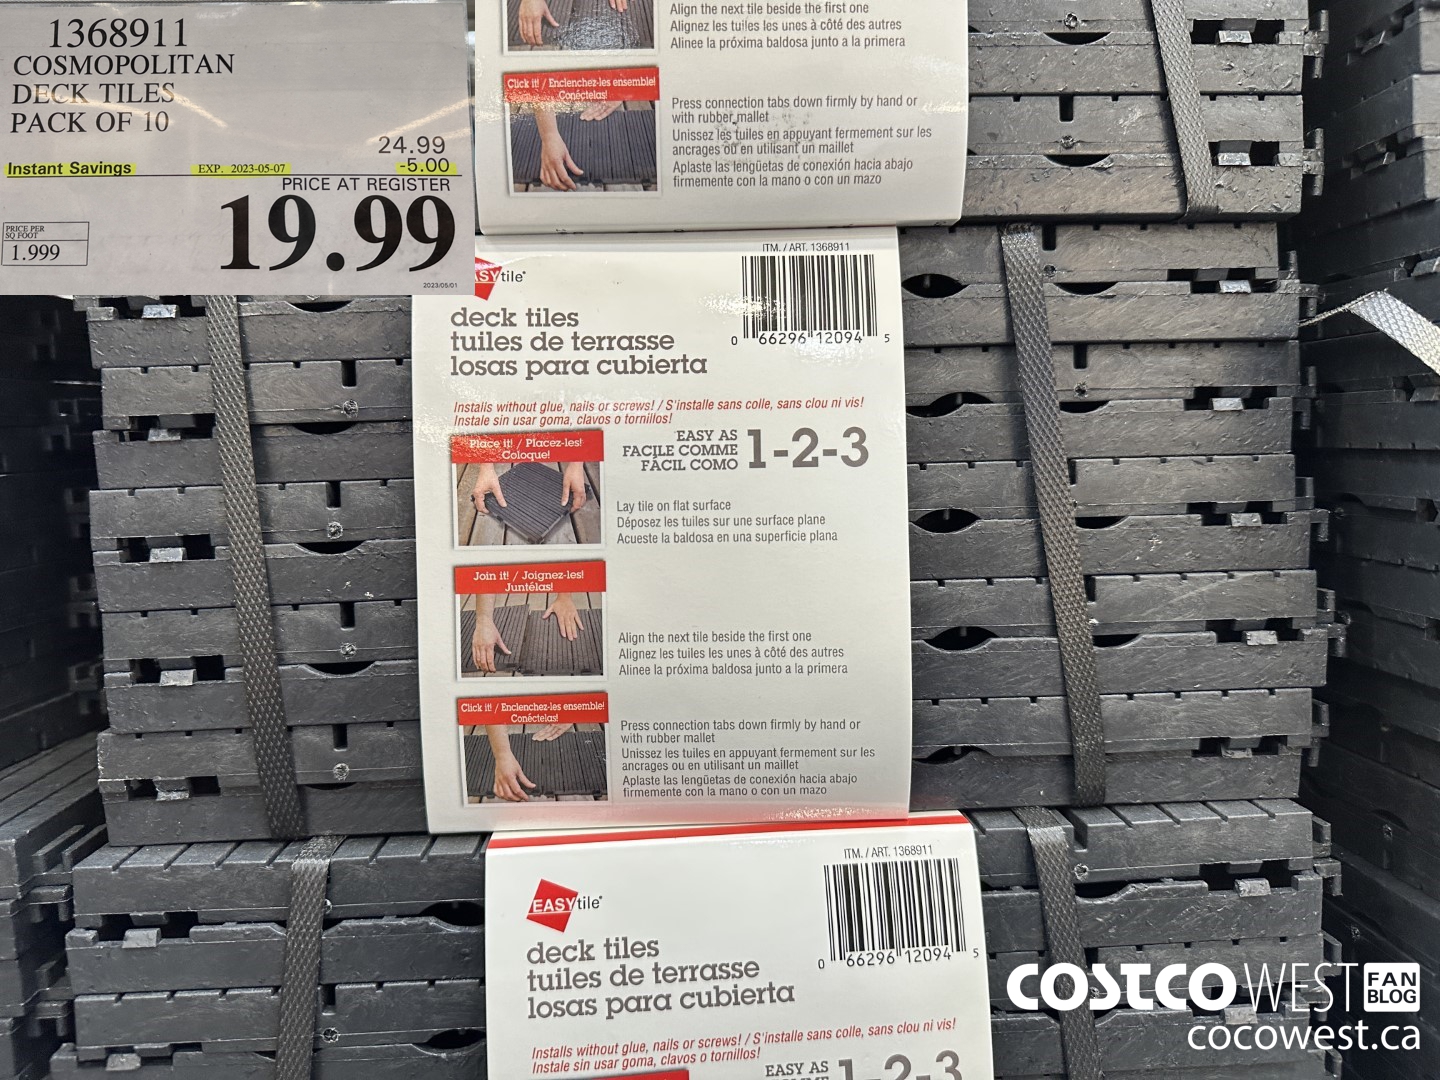 1368911
COSMOPOLITAN
DECK TILES
PACK OF 10
24.99
Instant Savings EXP. 2023-05-07 -5.00
PRICE AT REGISTER
19.99
PRICE PER
SQ FOOT
1.999
2023/05/01
Align the next tile beside the first one
Alignez les tuiles les unes à côté des autres
Alinee la próxima baldosa junto a la primera
Click it! / Enclenchez-les ensemble!
Conéctelas!
Press connection tabs down firmly by hand or
with rubber mallet
Unissez les tuiles en appuyant fermement sur les
ancrages ou en utilisant un maillet
Aplaste las lengüetas de conexión hacia abajo
firmemente con la mano o con un mazo
ITM. / ART. 1368911
ASYtile
0 66296 12094 5
deck tiles
tuiles de terrasse
losas para cubierta
Installs without glue, nails or screws! / S'installe sans colle, sans clou ni vis!
Instale sin usar goma, clavos o tornillos!
EASY AS
FACILE COMME
FÁCIL COMO
1-2-3
Place it! / Placez-les!
Coloque!
Lay tile on flat surface
Déposez les tuiles sur une surface plane
Acueste la baldosa en una superficie plana
Join it! / Joignez-les!
Juntélas!
Align the next tile beside the first one
Alignez les tuiles les unes à côté des autres
Alinee la próxima baldosa junto a la primera
Click it! / Enclenchez-les ensemble!
Conéctelas!
Press connection tabs down firmly by hand or
with rubber mallet
Unissez les tuiles en appuyant fermement sur les
ancrages ou en utilisant un maillet
Aplaste las lengüetas de conexión hacia abajo
firmemente con la mano o con un mazo
ITM. / ART. 1368911
EASYtile
0 66296 12094 5
deck tiles
tuiles de terrasse
losas para cubierta
Installs without glue, nails or screws! / S'installe sans colle, sans clou ni vis!
Instale sin usar goma, clavos o tornillos!
EASY AS
1-2-3
COSTCO WEST FAN BLOG
cocowest.ca